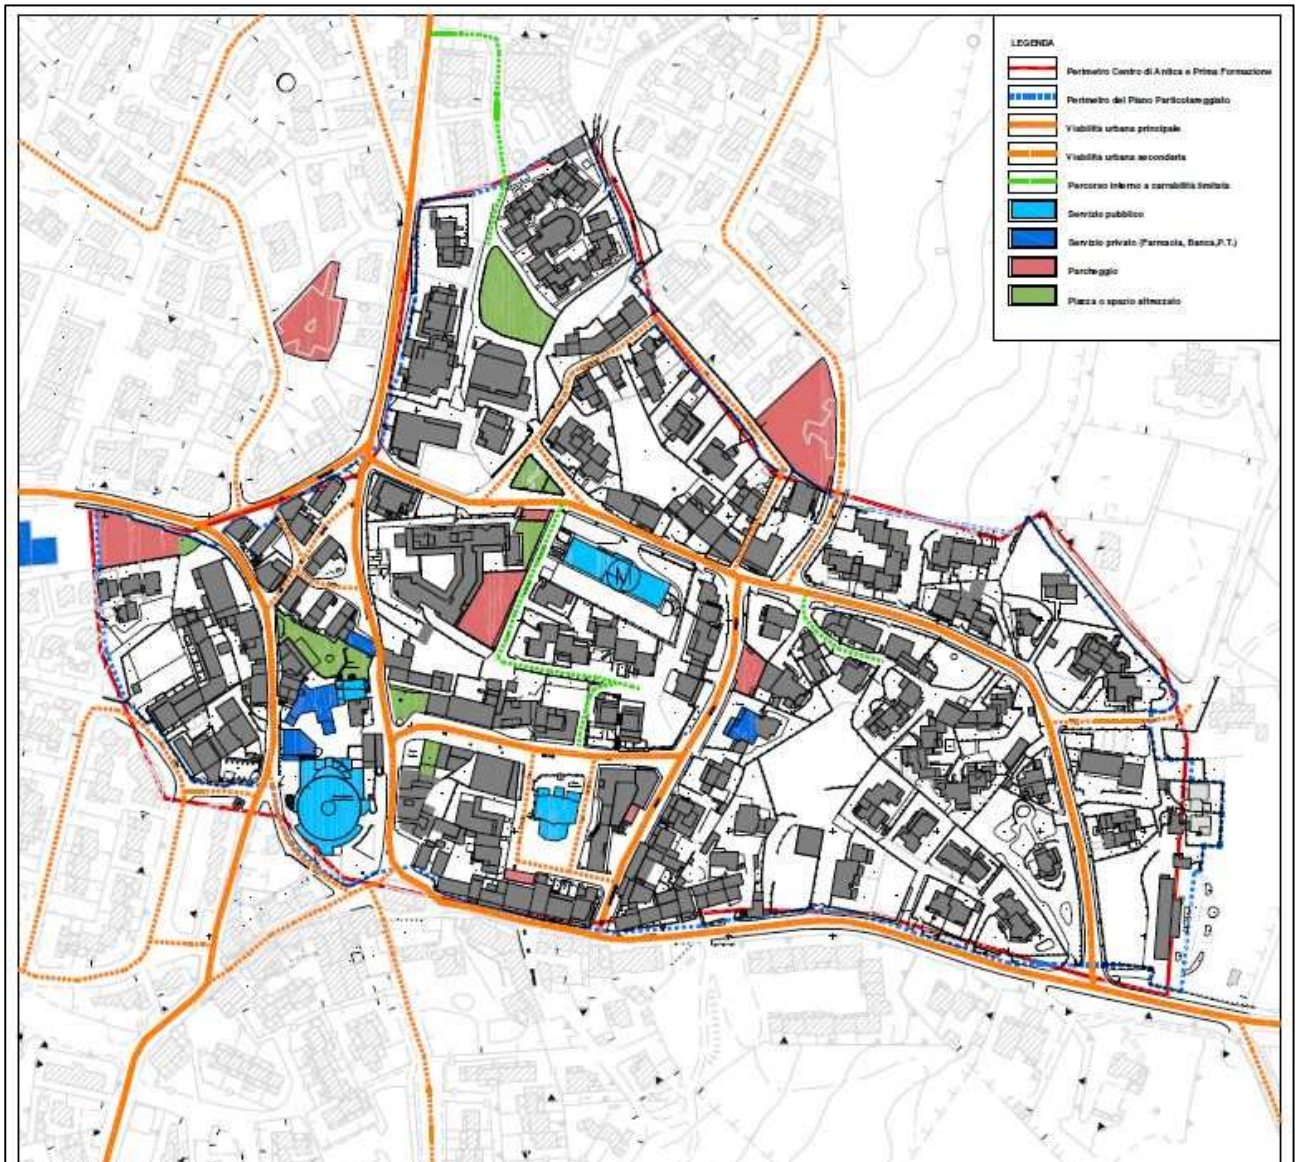 LEGENDA
Perimetro Centro di Antica e Prima Formazione
Perimetro del Piano Particolareggiato
Viabilità urbana principale
Viabilità urbana secondaria
Percorso interno a carrabilità limitata
Servizio pubblico
Servizio privato (Farmacia, Banca,P.T.)
Parcheggio
Piazza o spazio attrezzato